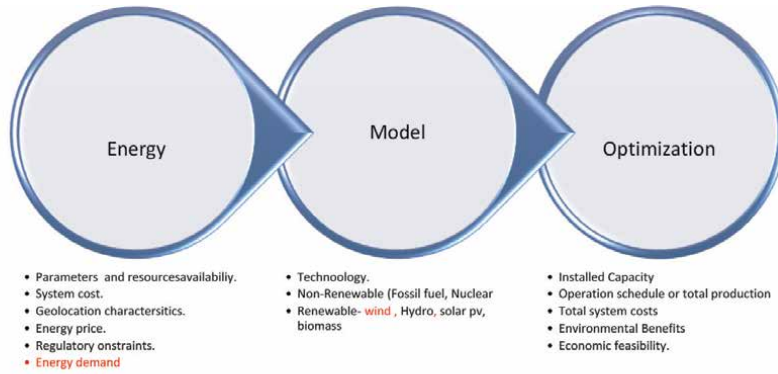 Energy
Model
Optimization
• Parameters and resourcesavailabiliy.
• System cost.
• Geolocation charactersitics.
• Energy price.
• Regulatory onstraints.
• Energy demand
• Technoology.
• Non-Renewable (Fossil fuel, Nuclear
• Renewable- wind , Hydro, solar pv,
biomass
• Installed Capacity
• Operation schedule or total production
• Total system costs
• Environmental Benefits
• Economic feasibility.